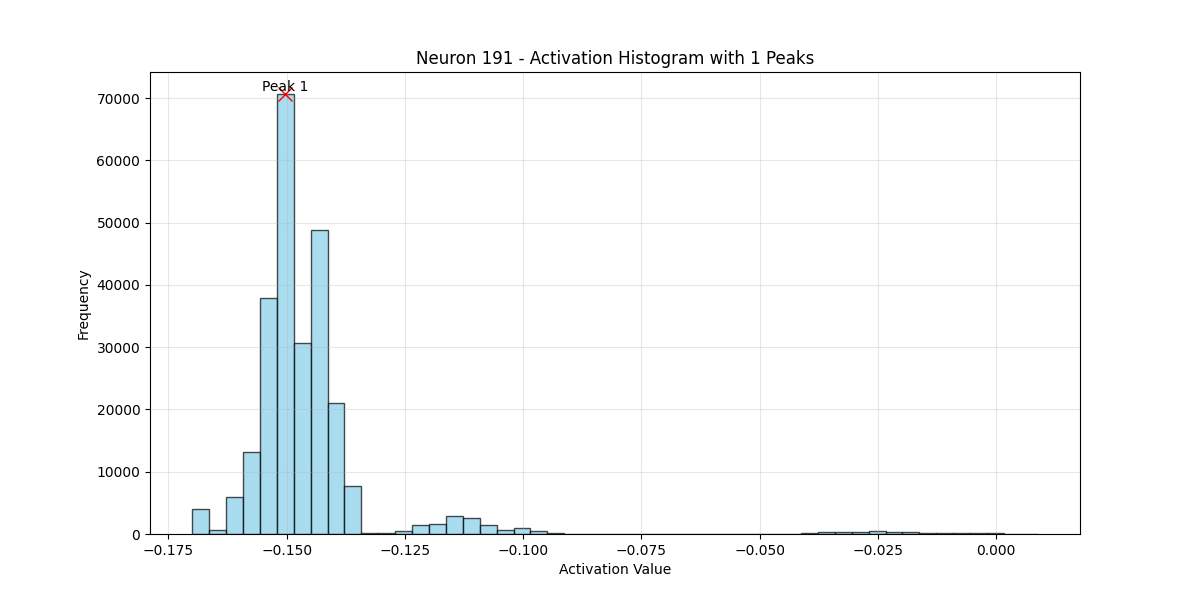 Neuron 191 - Activation Histogram with 1 Peaks
Peak 1
70000
60000
50000
40000
30000
20000
10000
0
Frequency
−0.175 −0.150 −0.125 −0.100 −0.075 −0.050 −0.025 0.000
Activation Value